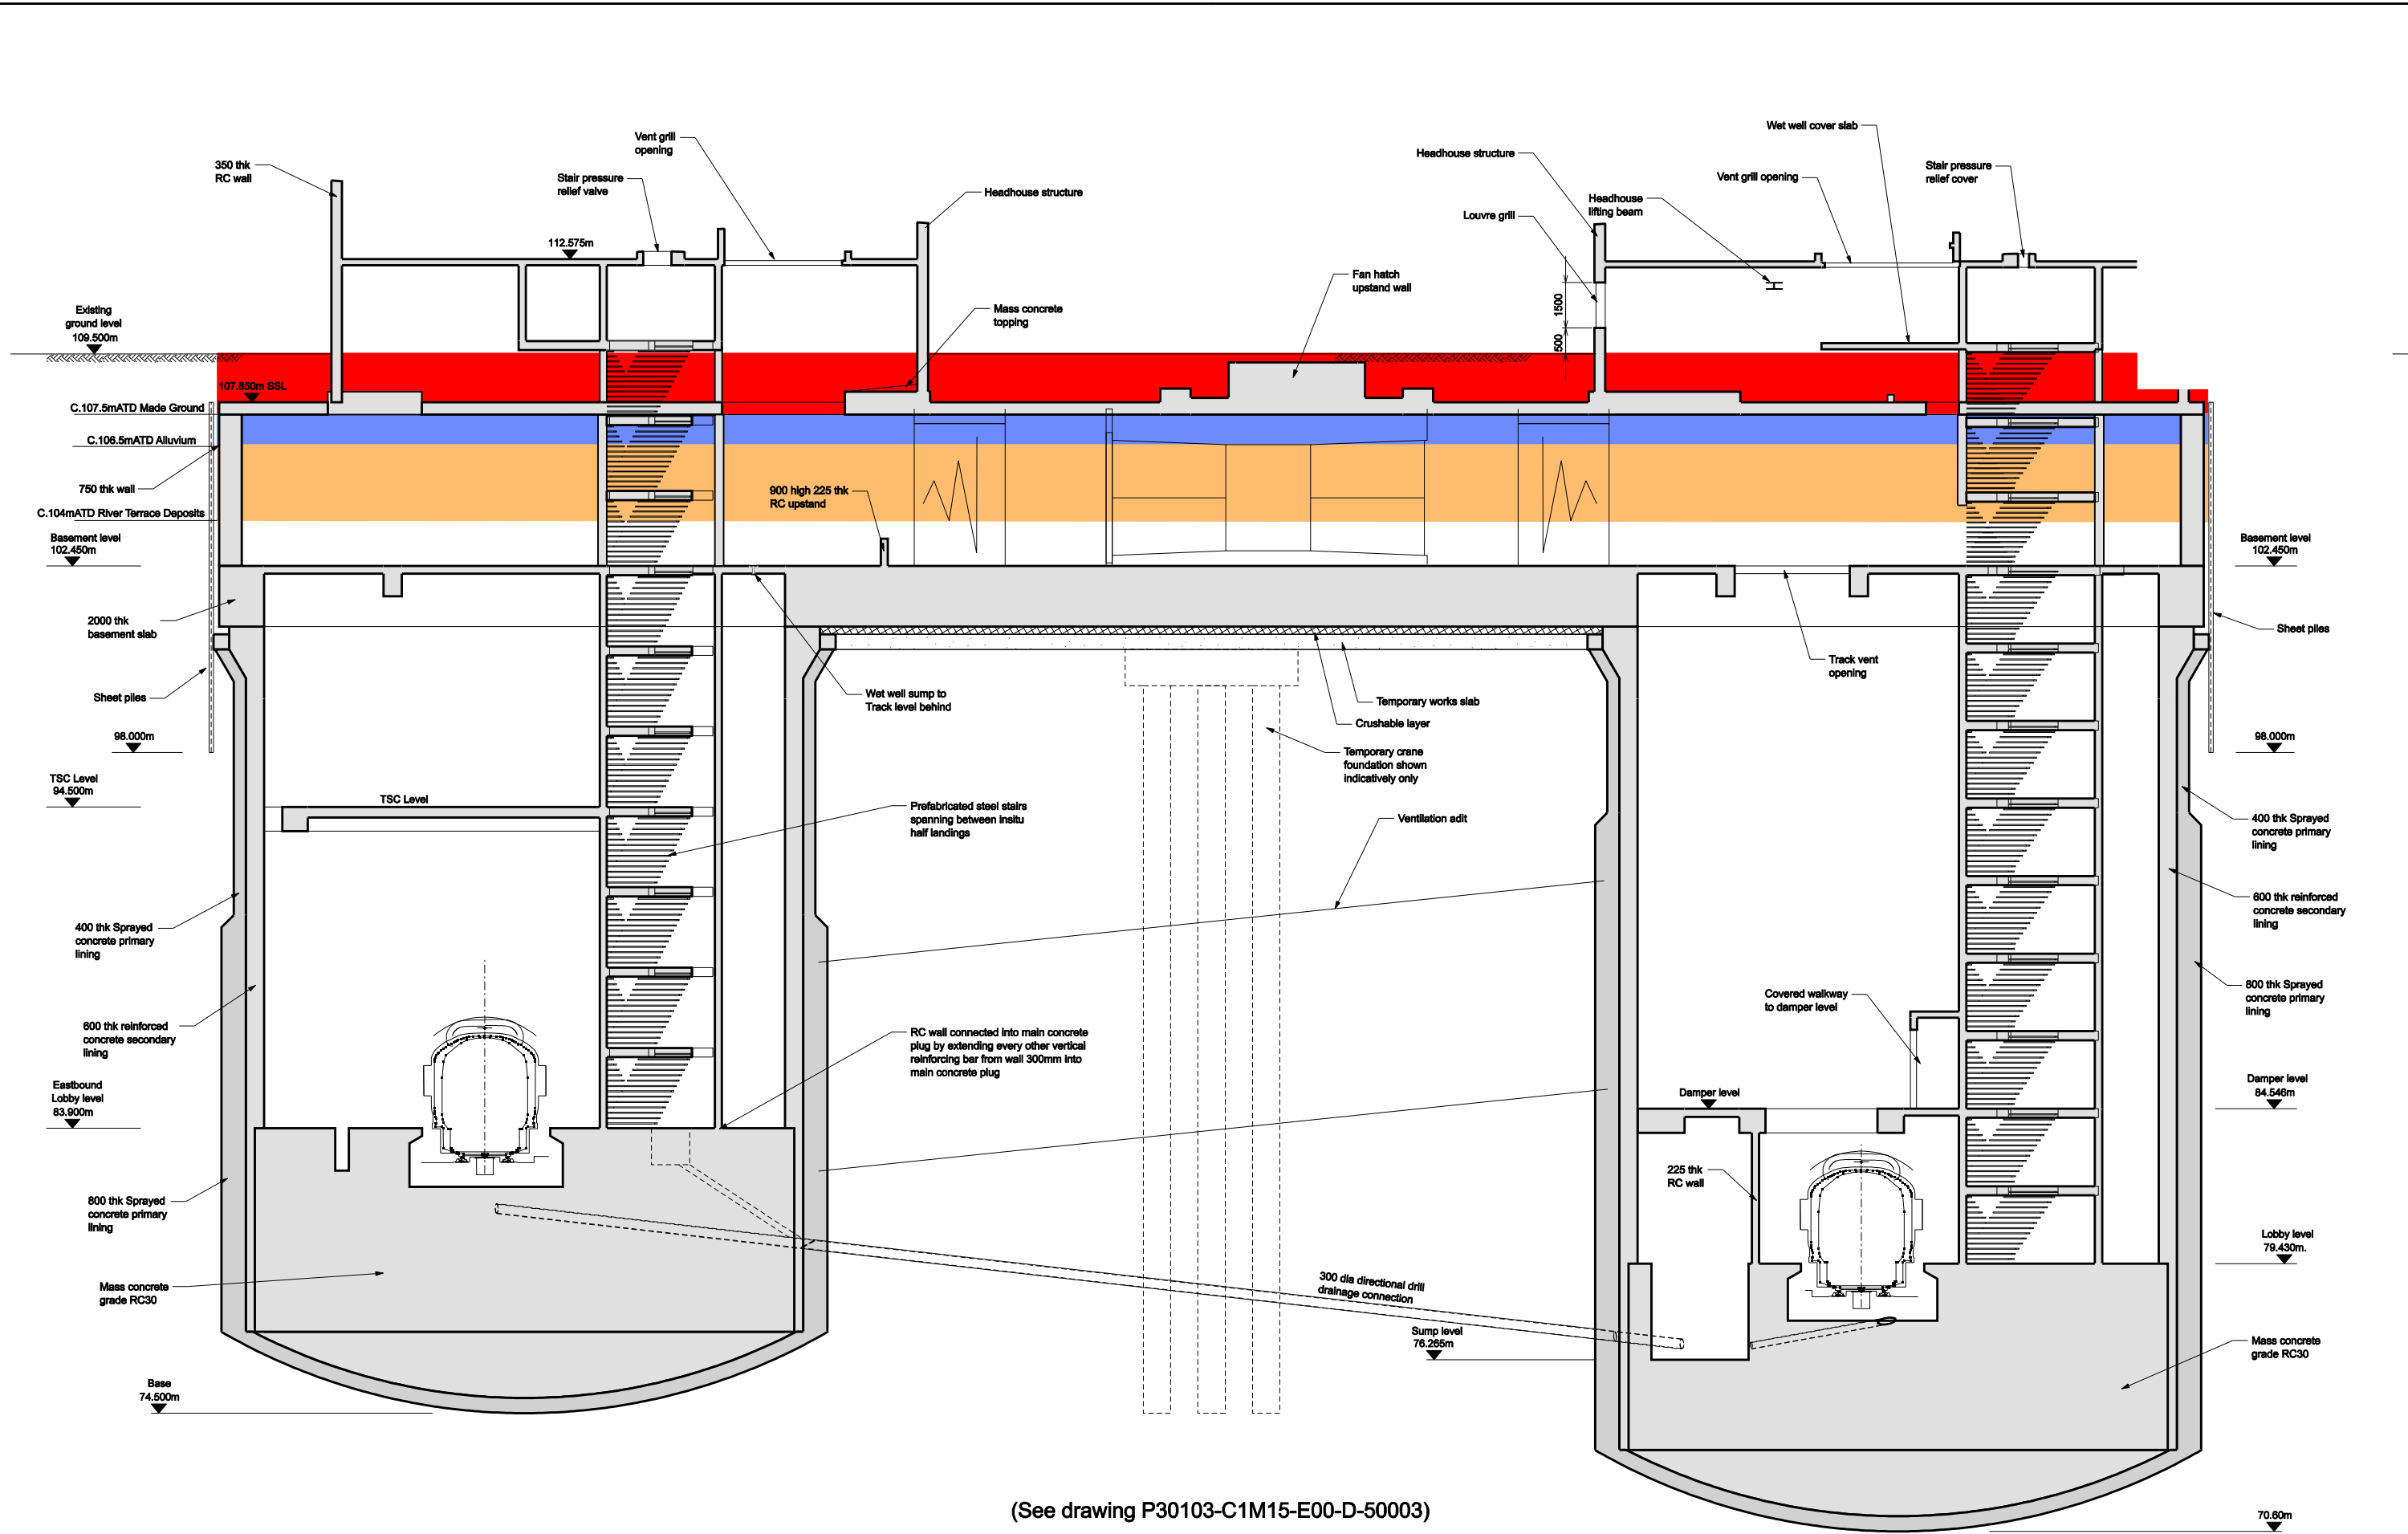 Vent grill
opening
350 thk
RC wall
Stair pressure
relief valve
Headhouse structure
112.575m
Mass concrete
topping
Headhouse structure
Wet well cover slab
Vent grill opening
Stair pressure
relief cover
Headhouse
lifting beam
Louvre grill
Fan hatch
upstand wall
1500
500
Existing
ground level
109.500m
107.850m SSL
C.107.5mATD Made Ground
C.106.5mATD Alluvium
750 thk wall
C.104mATD River Terrace Deposits
Basement level
102.450m
900 high 225 thk
RC upstand
Basement level
102.450m
2000 thk
basement slab
Sheet piles
Sheet piles
98.000m
98.000m
Wet well sump to
Track level behind
Temporary works slab
Crushable layer
Temporary crane
foundation shown
indicatively only
Track vent
opening
TSC Level
94.500m
TSC Level
Prefabricated steel stairs
spanning between insitu
half landings
Ventilation adit
400 thk Sprayed
concrete primary
lining
600 thk reinforced
concrete secondary
lining
800 thk Sprayed
concrete primary
lining
400 thk Sprayed
concrete primary
lining
600 thk reinforced
concrete secondary
lining
Covered walkway
to damper level
RC wall connected into main concrete
plug by extending every other vertical
reinforcing bar from wall 300mm into
main concrete plug
Eastbound
Lobby level
83.900m
Damper level
Damper level
84.546m
225 thk
RC wall
800 thk Sprayed
concrete primary
lining
Lobby level
79.430m.
Mass concrete
grade RC30
300 dia directional drill
drainage connection
Sump level
76.265m
Mass concrete
grade RC30
Base
74.500m
(See drawing P30103-C1M15-E00-D-50003)
70.60m